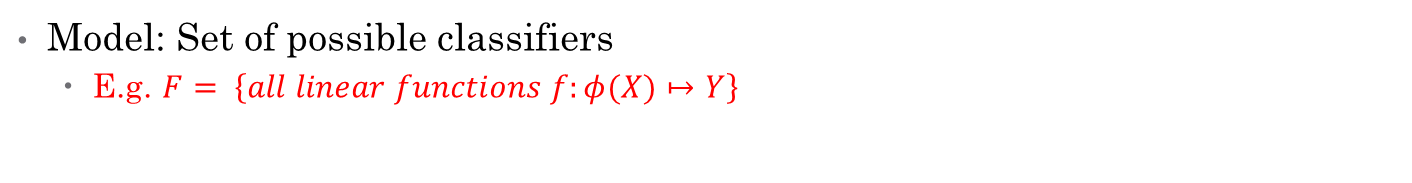 • Model: Set of possible classifiers
• E.g. F = {all linear functions f: ϕ(X) ↦ Y}